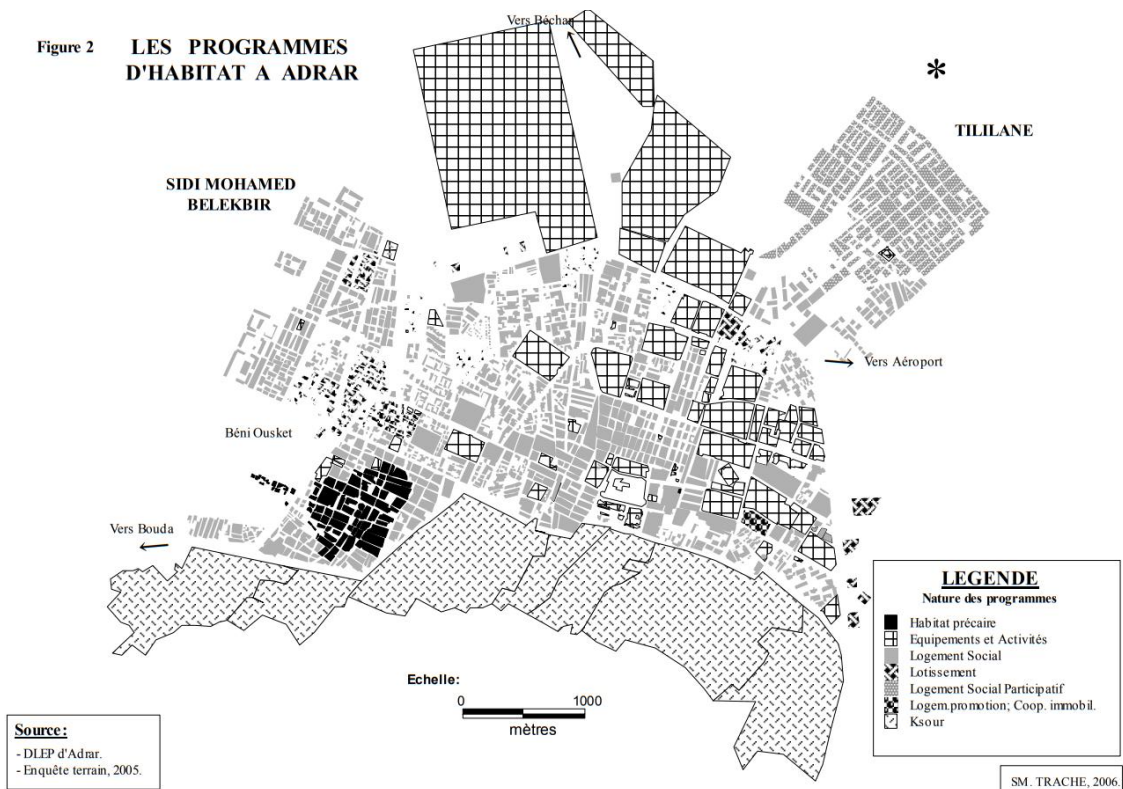 Vers Béchar
Figure 2
LES PROGRAMMES
D'HABITAT A ADRAR
*
TILILANE
SIDI MOHAMED
BELEKBIR
Vers Aéroport
Béni Ousket
Vers Bouda
LEGENDE
Nature des programmes
Habitat précaire
Equipements et Activités
Logement Social
Lotissement
Logement Social Participatif
Logem.promotion; Coop. immobil.
Ksour
Echelle:
0 1000
mètres
Source:
- DLEP d'Adrar.
- Enquête terrain, 2005.
SM. TRACHE, 2006.